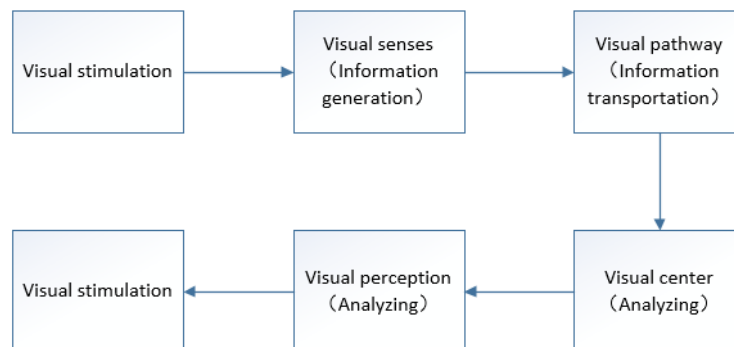 Visual stimulation
Visual senses
（Information
generation）
Visual pathway
（Information
transportation）
Visual stimulation
Visual perception
（Analyzing）
Visual center
（Analyzing）